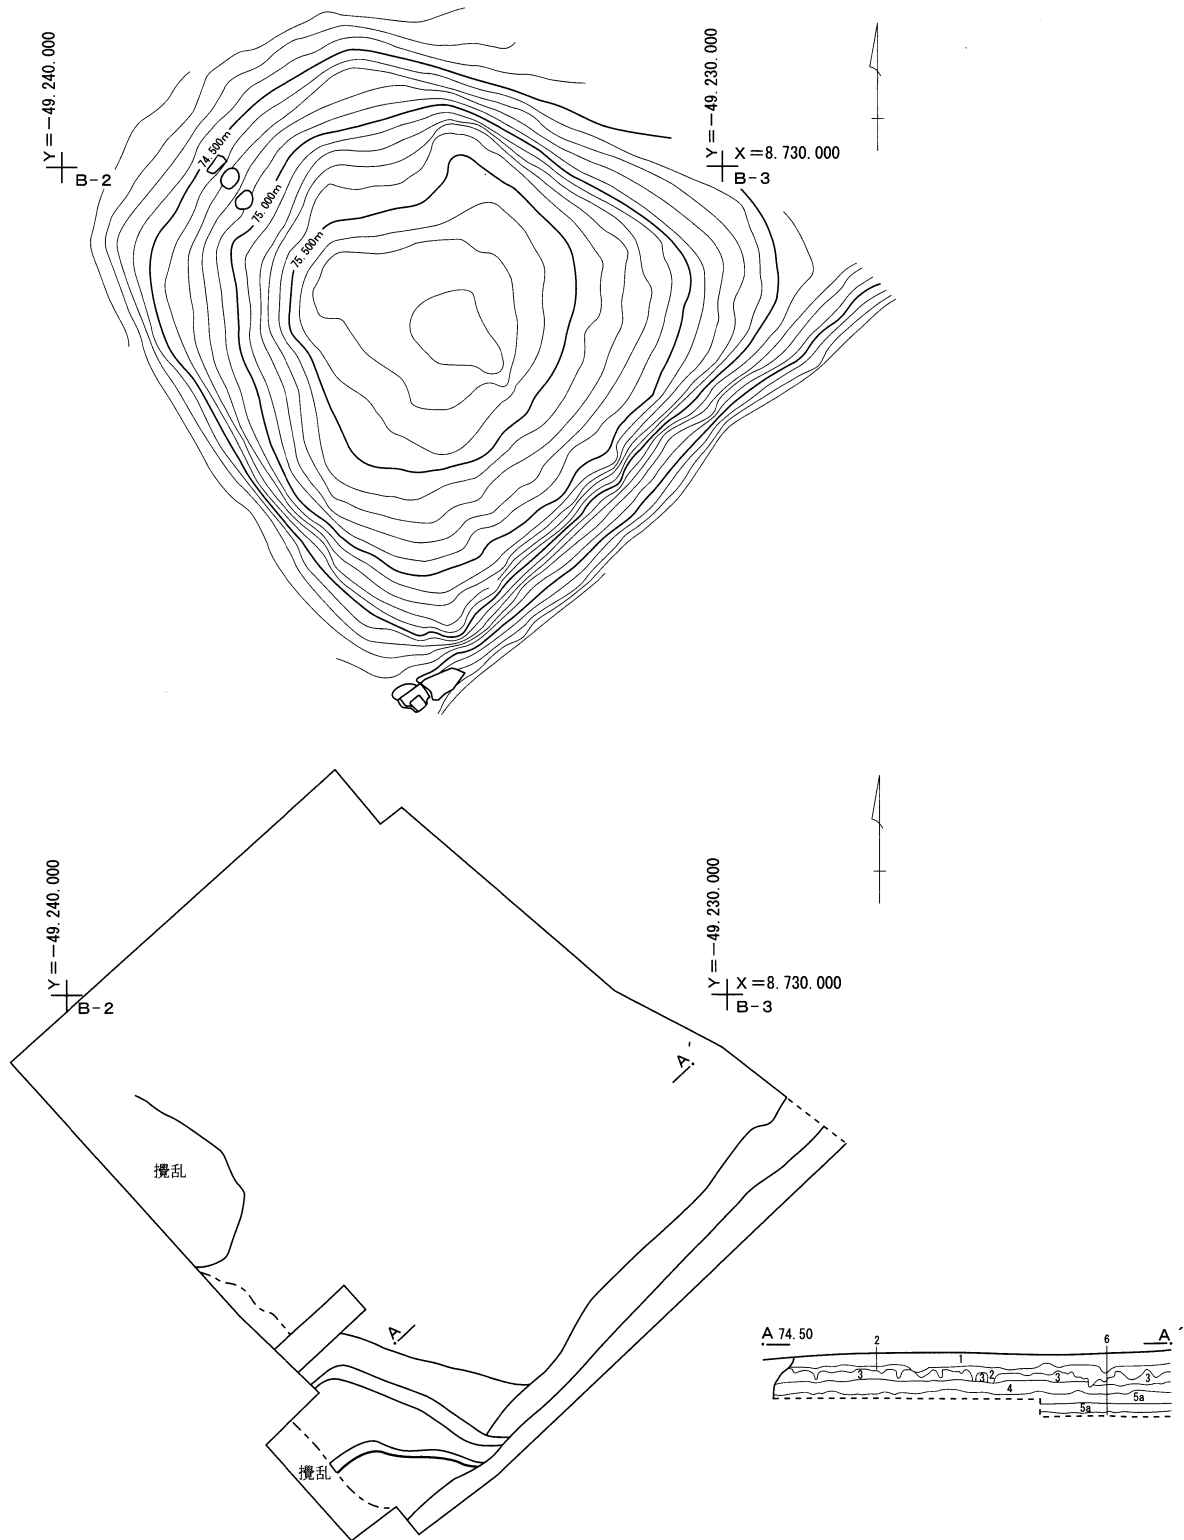 Y=-49.240.000
B-2
Y=-49.230.000
X=8.730.000
B-3
74.500m
75.000m
75.500m
Y=-49.240.000
B-2
Y=-49.230.000
X=8.730.000
B-3
A'
攪乱
A
攪乱
A 74.50
2
6
A'
1
3
3
2
3
3
4
5a
5a